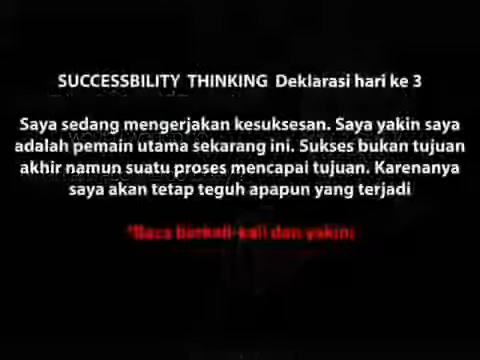 SUCCESSBILITY THINKING Deklarasi hari ke 3
Saya sedang mengerjakan kesuksesan. Saya yakin saya
adalah pemain utama sekarang ini. Sukses bukan tujuan
akhir namun suatu proses mencapai tujuan. Karenanya
saya akan tetap teguh apapun yang terjadi
*Baca berkali-kali dan yakini